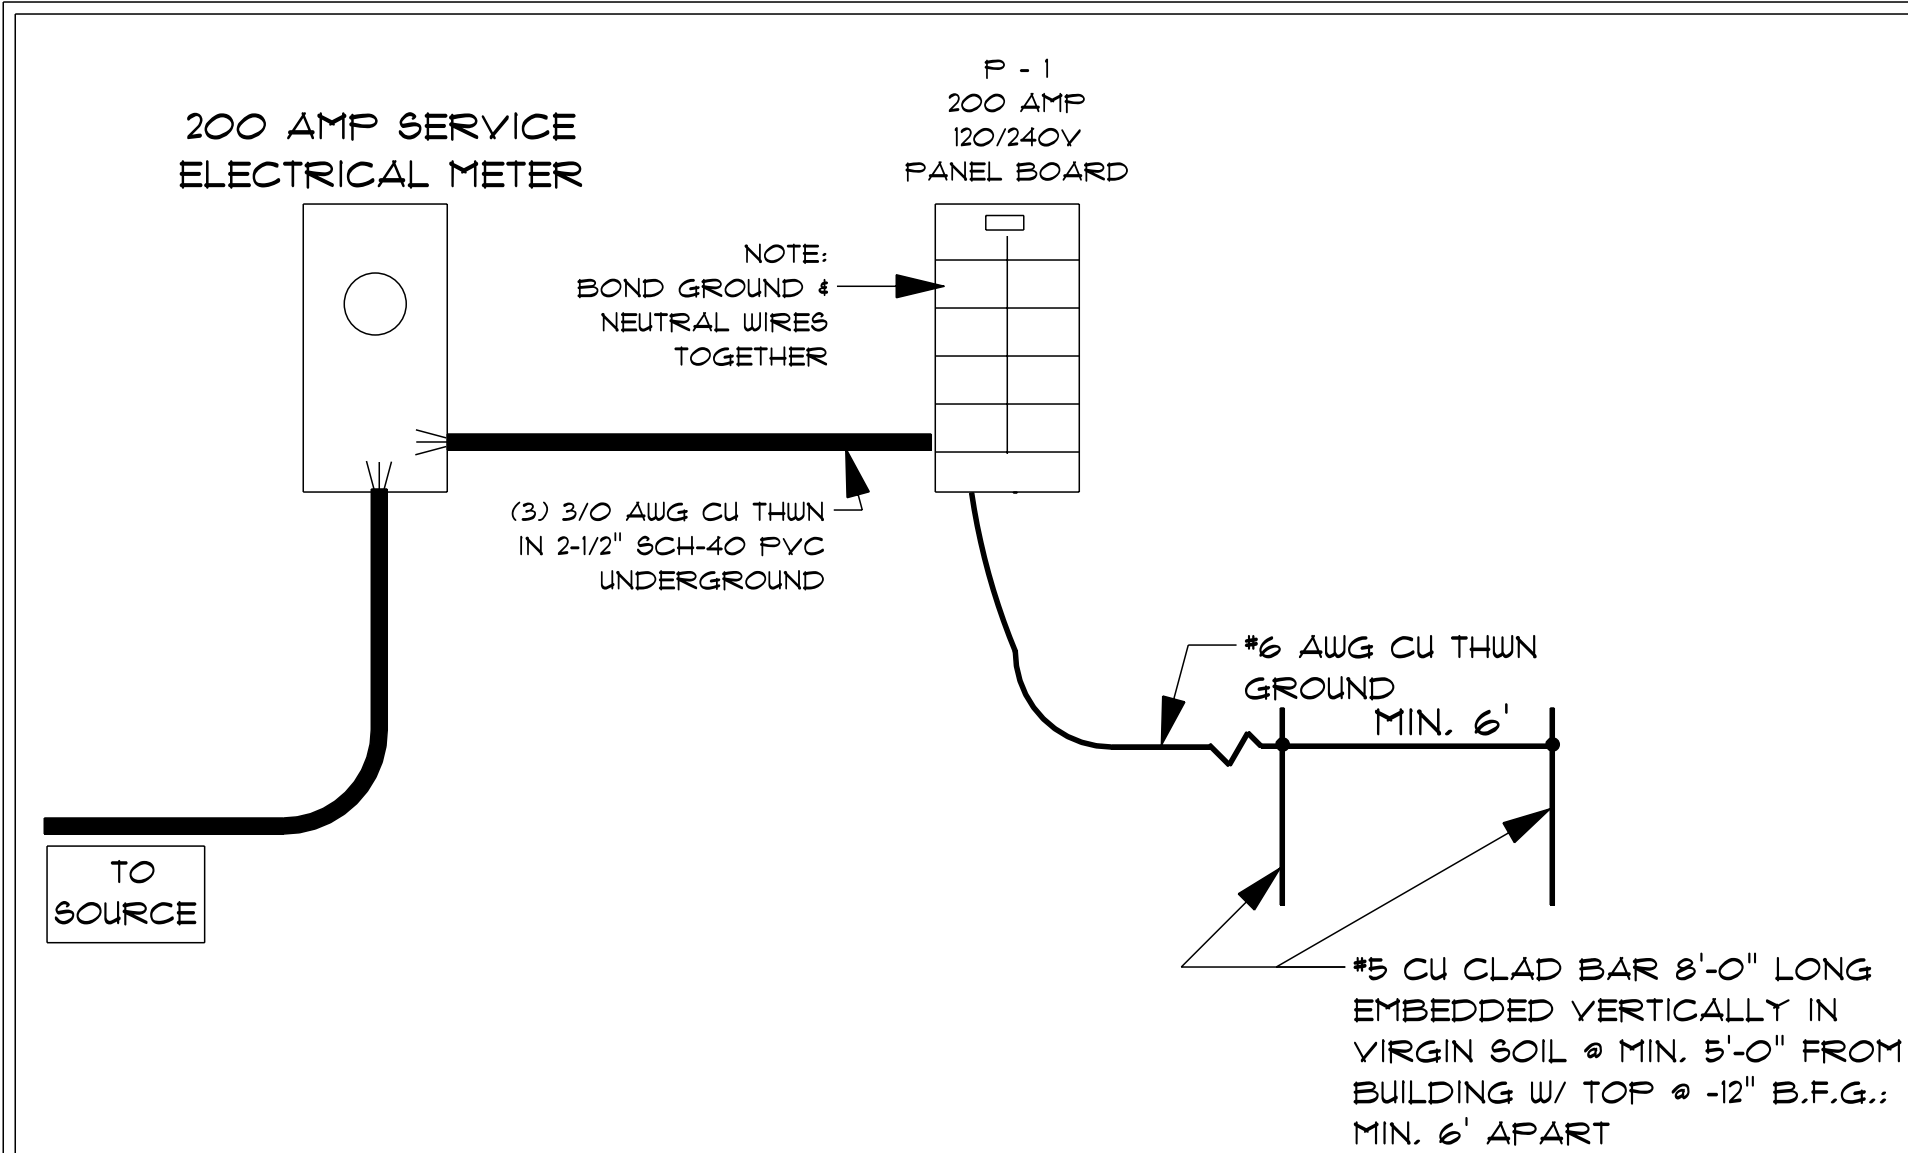 200 AMP SERVICE
ELECTRICAL METER
P - 1
200 AMP
120/240V
PANEL BOARD
NOTE:
BOND GROUND &
NEUTRAL WIRES
TOGETHER
(3) 3/0 AWG CU THWN
IN 2-1/2" SCH-40 PVC
UNDERGROUND
#6 AWG CU THWN
GROUND
MIN. 6'
TO
SOURCE
#5 CU CLAD BAR 8'-0" LONG
EMBEDDED VERTICALLY IN
VIRGIN SOIL @ MIN. 5'-0" FROM
BUILDING W/ TOP @ -12" B.F.G.;
MIN. 6' APART